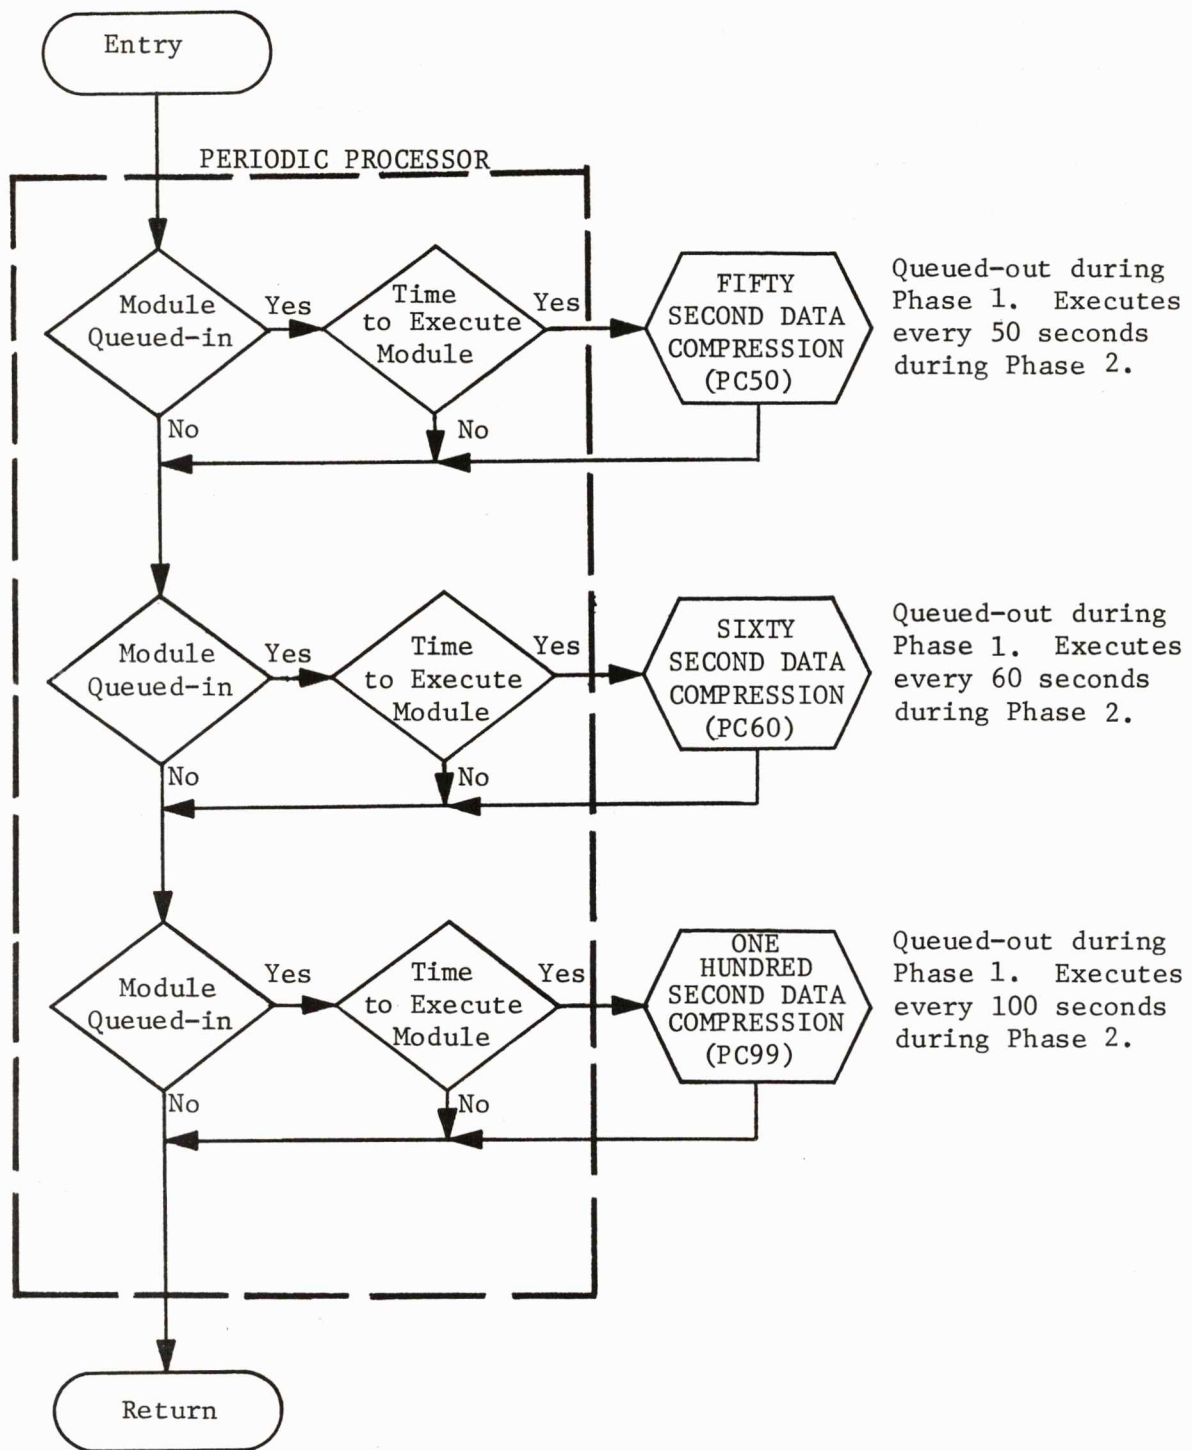 Entry
PERIODIC PROCESSOR
Module
Queued-in
Yes
Time
to Execute
Module
Yes
FIFTY
SECOND DATA
COMPRESSION
(PC50)
Queued-out during
Phase 1. Executes
every 50 seconds
during Phase 2.
No
No
Module
Queued-in
Yes
Time
to Execute
Module
Yes
SIXTY
SECOND DATA
COMPRESSION
(PC60)
Queued-out during
Phase 1. Executes
every 60 seconds
during Phase 2.
No
No
Module
Queued-in
Yes
Time
to Execute
Module
Yes
ONE
HUNDRED
SECOND DATA
COMPRESSION
(PC99)
Queued-out during
Phase 1. Executes
every 100 seconds
during Phase 2.
No
No
Return